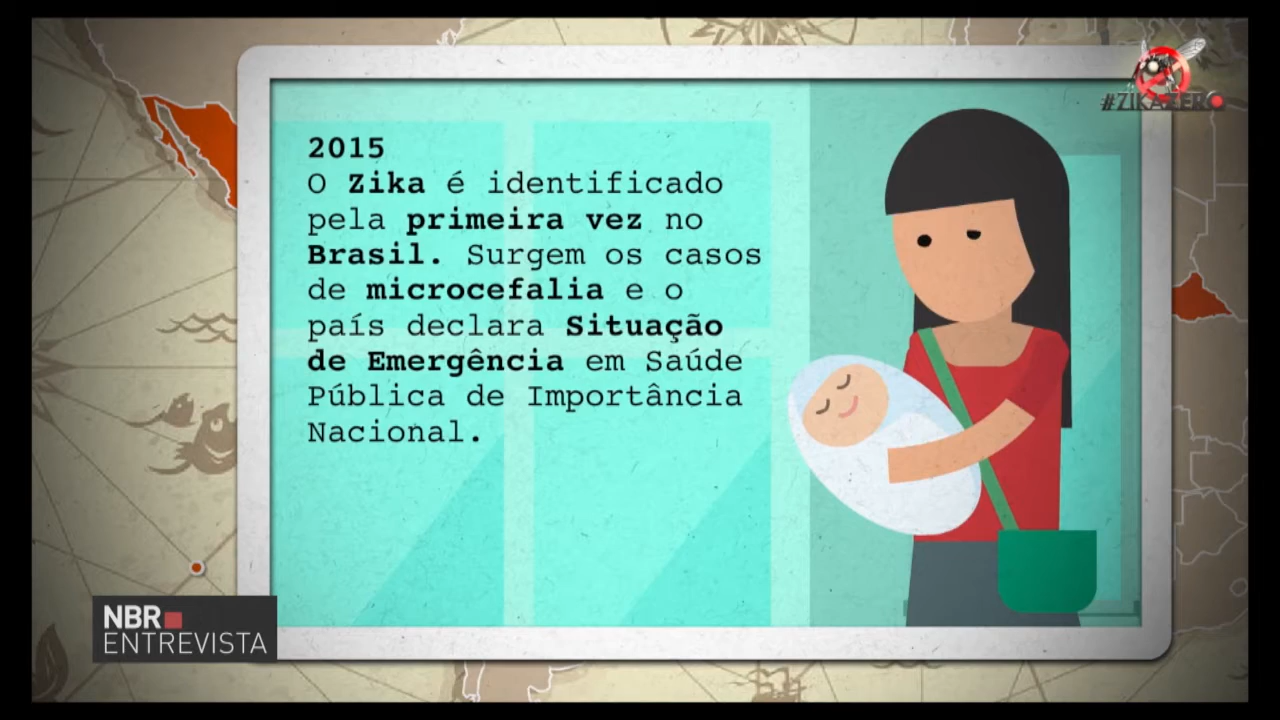 #ZIKAZERO
2015
O Zika é identificado
pela primeira vez no
Brasil. Surgem os casos
de microcefalia e o
país declara Situação
de Emergência em Saúde
Pública de Importância
Nacional.
NBR
ENTREVISTA